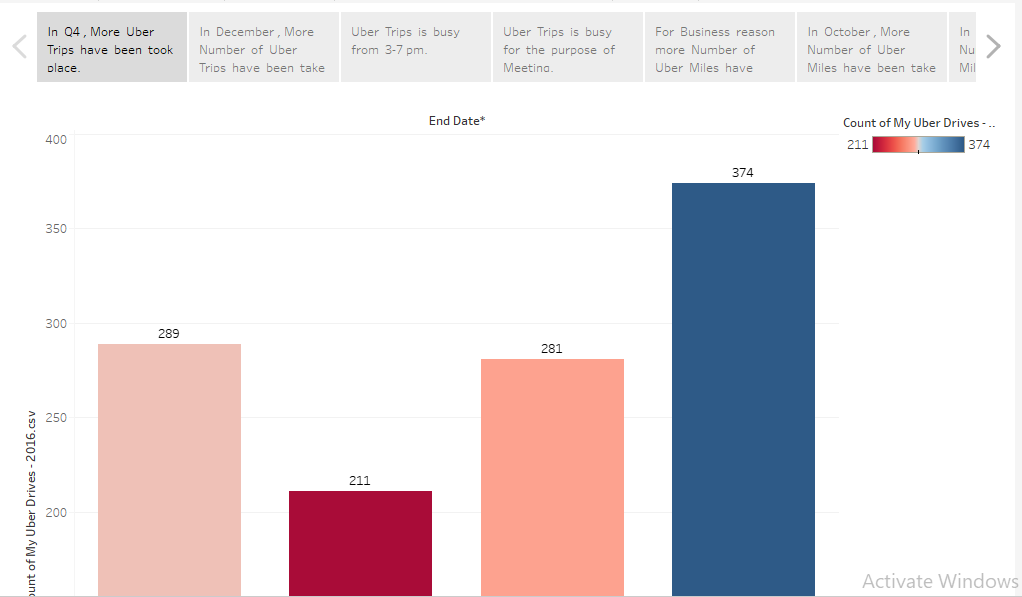 In Q4 , More Uber
Trips have been took
place.
In December , More
Number of Uber
Trips have been take
Uber Trips is busy
from 3-7 pm.
Uber Trips is busy
for the purpose of
Meeting.
For Business reason
more Number of
Uber Miles have
In October , More
Number of Uber
Miles have been take
In
Nu
Mil
End Date*
Count of My Uber Drives - ..
211
374
400
350
300
250
200
ount of My Uber Drives - 2016.csv
289
211
281
374
Activate Windows